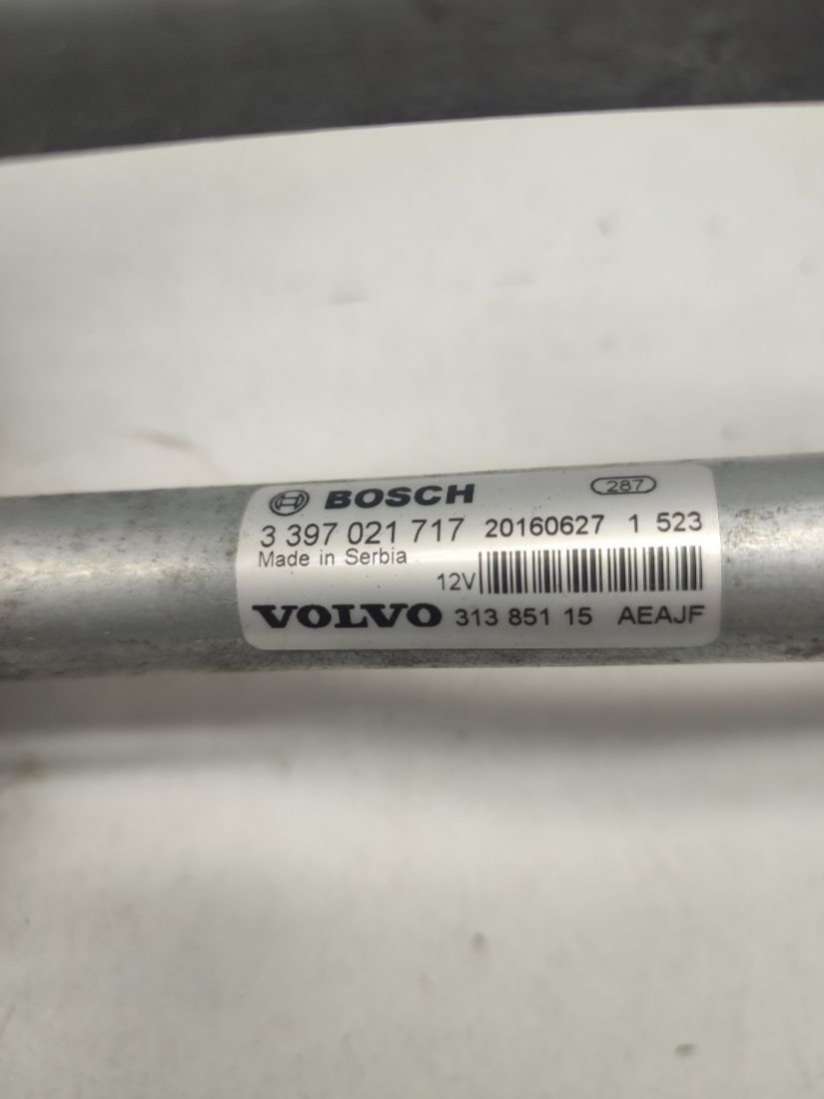 BOSCH 287
3 397 021 717 20160627 1 523
Made in Serbia
12V
VOLVO 313 851 15 AEAJF